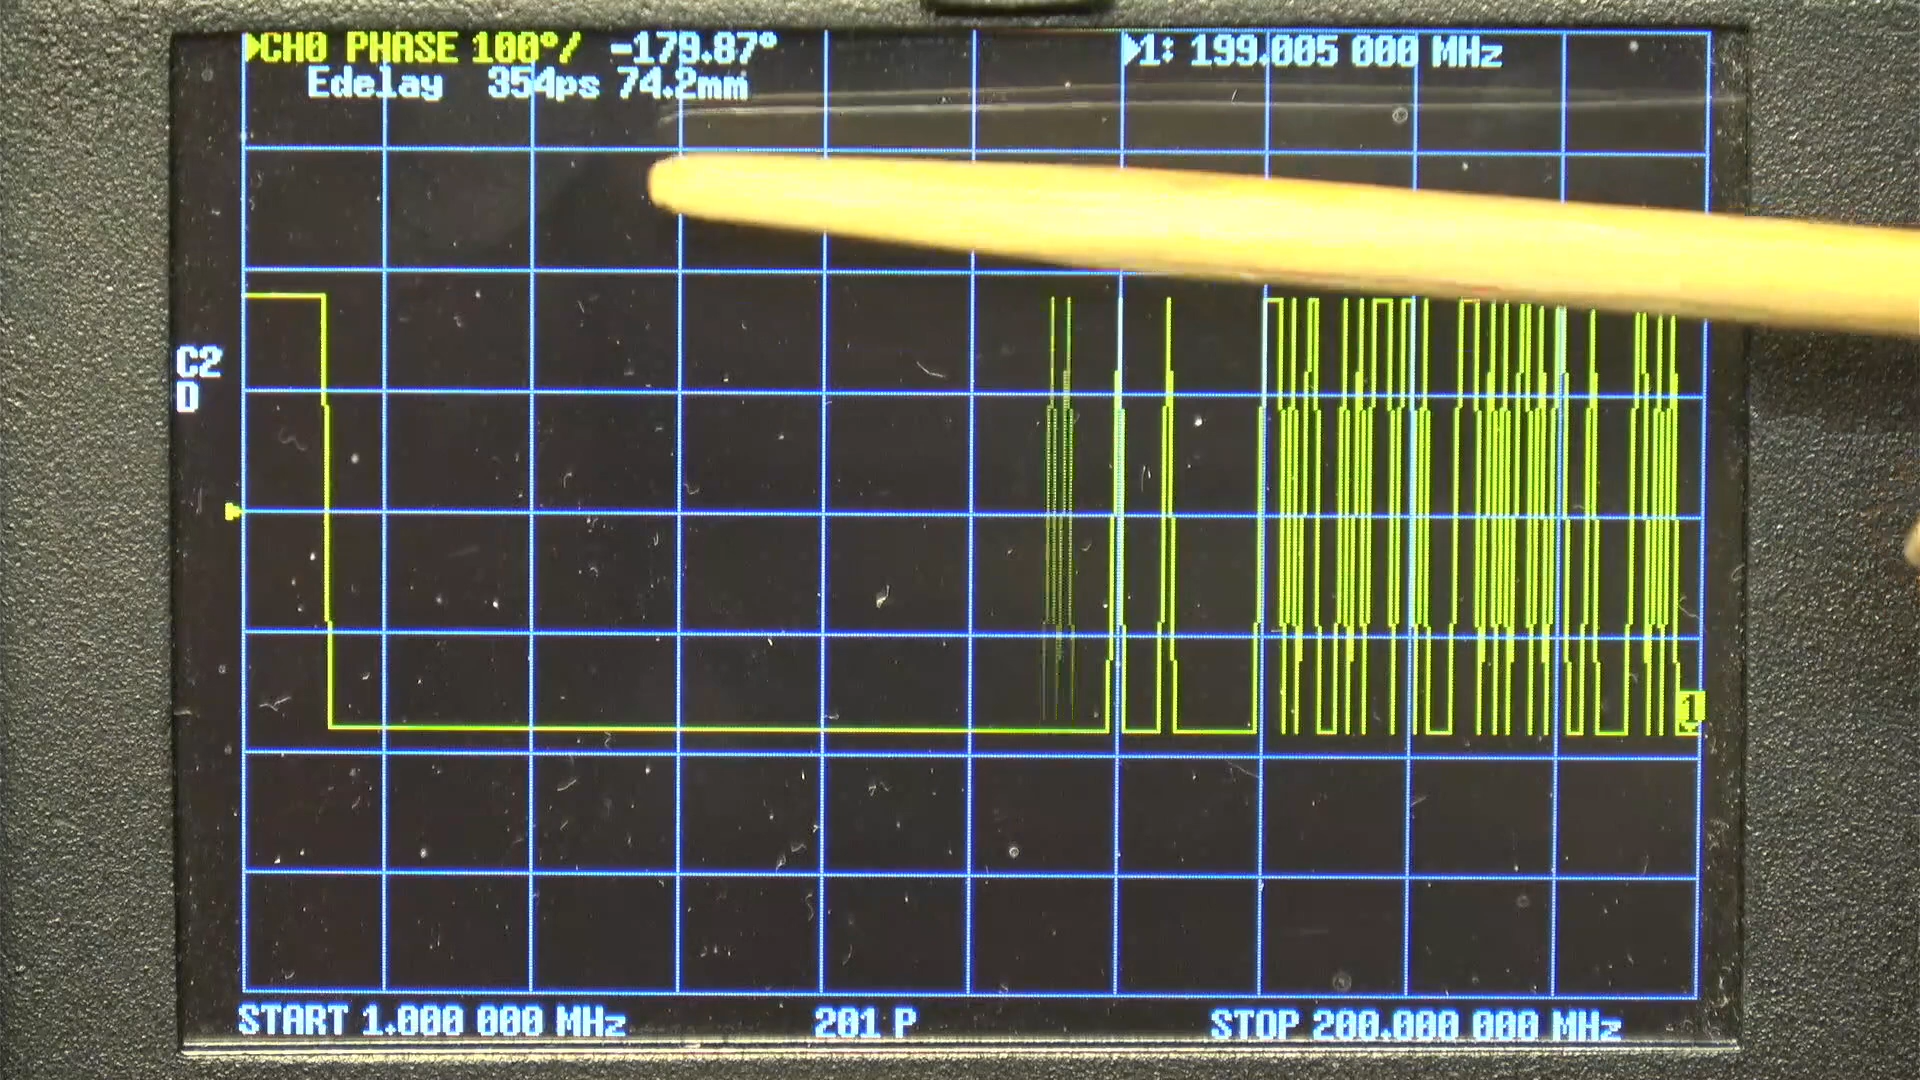 CH0 PHASE 100°/ -179.87°
1: 199.005 000 MHz
Edelay 354ps 74.2mm
C2
D
1
START 1.000 000 MHz 201 P STOP 200.000 000 MHz